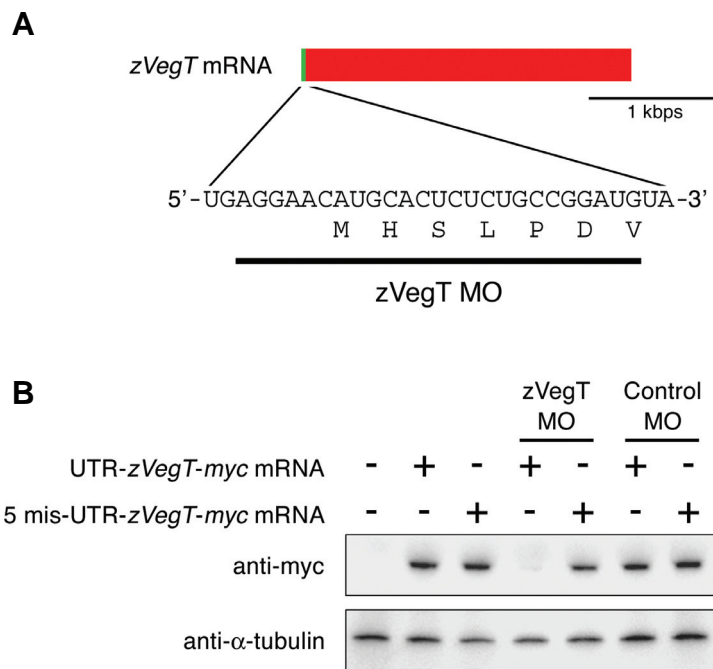 A
zVegT mRNA
1 kbps
5’-UGAGGAACAUGCACUCUCUGCCGGAUGUA-3’
M H S L P D V
zVegT MO
B
zVegT MO
Control MO
UTR-zVegT-myc mRNA - + - + - + -
5 mis-UTR-zVegT-myc mRNA - - + - + - +
anti-myc
anti-α-tubulin